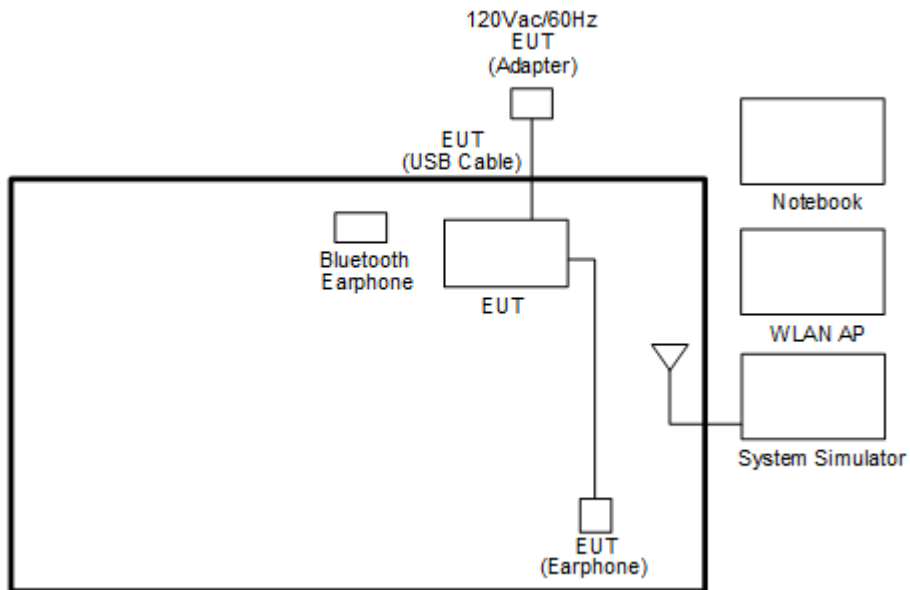 120Vac/60Hz
EUT
(Adapter)
EUT
(USB Cable)
Notebook
Bluetooth
Earphone
EUT
WLAN AP
System Simulator
EUT
(Earphone)